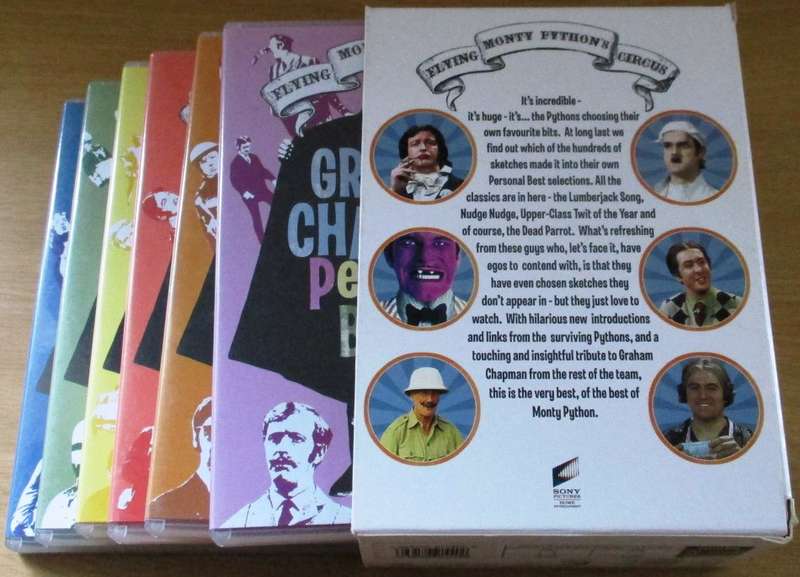 FLYING MO
GR
CHA
Pe
B
FLYING MONTY PYTHON'S CIRCUS
It's incredible -
it's huge - it's... the Pythons choosing their
own favourite bits. At long last we
find out which of the hundreds of
sketches made it into their own
Personal Best selections. All the
classics are in here - the Lumberjack Song,
Nudge Nudge, Upper-Class Twit of the Year and
of course, the Dead Parrot. What's refreshing
from these guys who, let's face it, have
egos to contend with, is that they
have even chosen sketches they
don't appear in - but they just love to
watch. With hilarious new introductions
and links from the surviving Pythons, and a
touching and insightful tribute to Graham
Chapman from the rest of the team,
this is the very best, of the best of
Monty Python.
SONY
PICTURES
HOME
ENTERTAINMENT